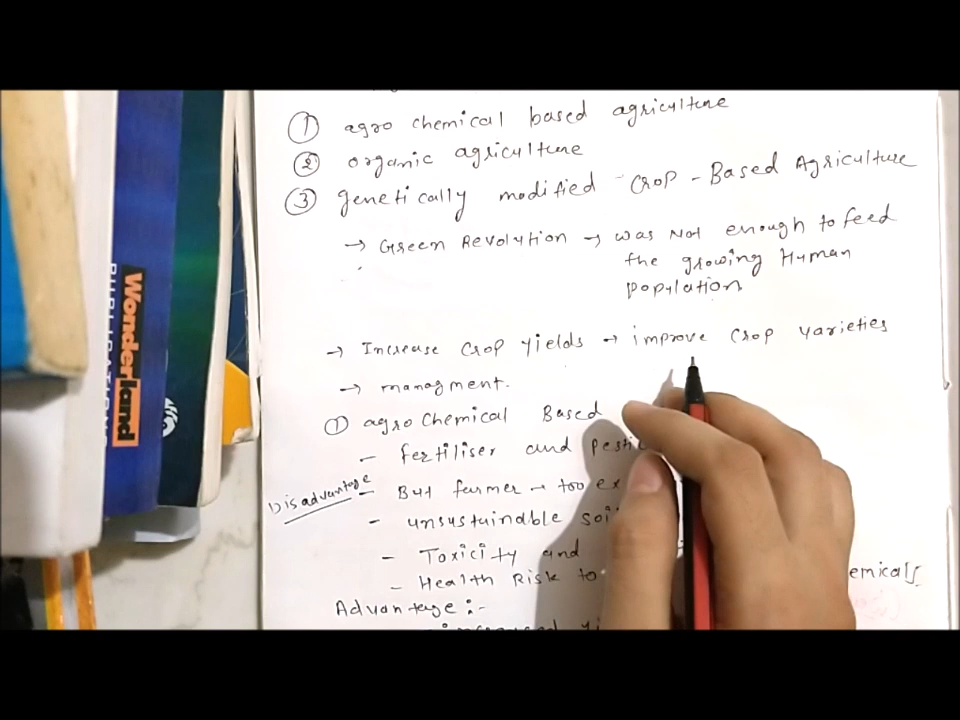 ① agro chemical based agriculture
② organic agriculture
③ genetically modified Crop - Based Agriculture
→ Green Revolution → was not enough to feed
the growing Human
population
→ Increase Crop yields → improve Crop varieties
→ managment.
① agro Chemical Based
- fertiliser and
Disadvantage
- But farmer → too
- unsustaindable
- Toxicity and
- Health Risk to
Advantage :-
Wonderland